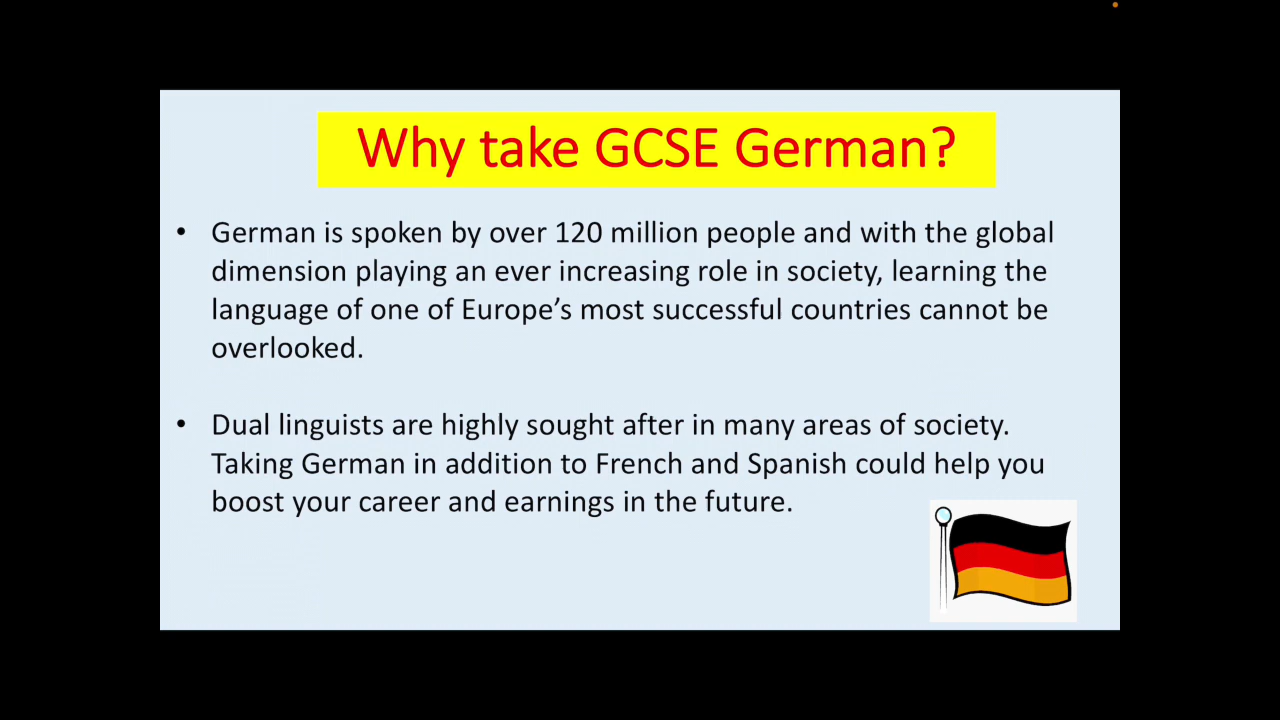 Why take GCSE German?
• German is spoken by over 120 million people and with the global
dimension playing an ever increasing role in society, learning the
language of one of Europe’s most successful countries cannot be
overlooked.
• Dual linguists are highly sought after in many areas of society.
Taking German in addition to French and Spanish could help you
boost your career and earnings in the future.